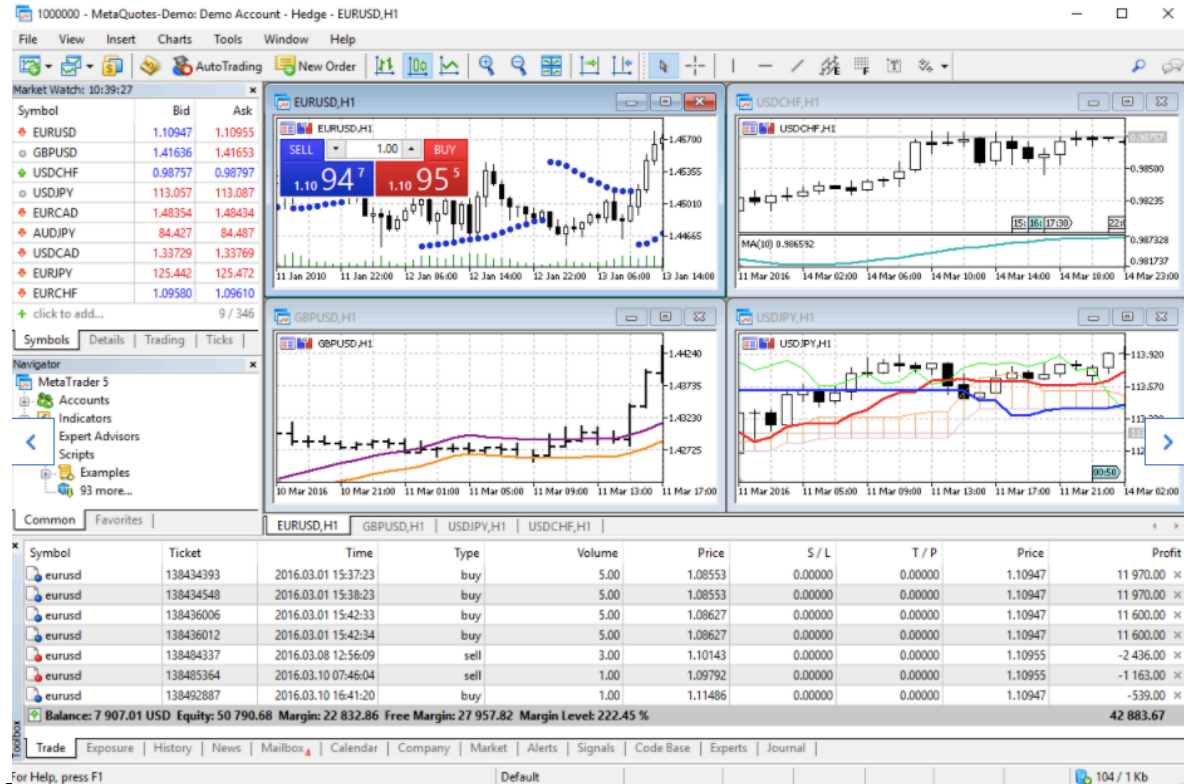 1000000 - MetaQuotes-Demo: Demo Account - Hedge - EURUSD,H1
File View Insert Charts Tools Window Help
AutoTrading New Order
Market Watch: 10:39:27
Symbol Bid Ask
EURUSD 1.10947 1.10955
GBPUSD 1.41636 1.41653
USDCHF 0.98757 0.98797
USDJPY 113.057 113.087
EURCAD 1.48354 1.48434
AUDJPY 84.427 84.487
USDCAD 1.33729 1.33769
EURJPY 125.442 125.472
EURCHF 1.09580 1.09610
click to add... 9 / 346
Symbols Details Trading Ticks
Navigator
MetaTrader 5
Accounts
Indicators
Expert Advisors
Scripts
Examples
93 more...
Common Favorites
EURUSD,H1
EURUSD,H1
SELL 1.00 BUY
1.10 94 7 1.10 95 5
1.46700
1.45355
1.45010
1.44665
11 Jan 2010 11 Jan 22:00 12 Jan 06:00 12 Jan 14:00 12 Jan 22:00 13 Jan 06:00 13 Jan 14:00
USDCHF,H1
USDCHF,H1
0.98757
0.98500
0.98235
15: 16: 17:30
MA(10) 0.986592
0.987328
0.981737
11 Mar 2016 14 Mar 02:00 14 Mar 06:00 14 Mar 10:00 14 Mar 14:00 14 Mar 18:00 14 Mar 23:00
GBPUSD,H1
GBPUSD,H1
1.44240
1.43735
1.43230
1.42725
10 Mar 2016 10 Mar 21:00 11 Mar 01:00 11 Mar 05:00 11 Mar 09:00 11 Mar 13:00 11 Mar 17:00
USDJPY,H1
USDJPY,H1
113.920
113.570
00:50
11 Mar 2016 11 Mar 05:00 11 Mar 09:00 11 Mar 13:00 11 Mar 17:00 11 Mar 21:00 14 Mar 02:00
EURUSD,H1 GBPUSD,H1 USDJPY,H1 USDCHF,H1
Symbol Ticket Time Type Volume Price S / L T / P Price Profit
eurusd 138434393 2016.03.01 15:37:23 buy 5.00 1.08553 0.00000 0.00000 1.10947 11 970.00
eurusd 138434548 2016.03.01 15:38:23 buy 5.00 1.08553 0.00000 0.00000 1.10947 11 970.00
eurusd 138436006 2016.03.01 15:42:33 buy 5.00 1.08627 0.00000 0.00000 1.10947 11 600.00
eurusd 138436012 2016.03.01 15:42:34 buy 5.00 1.08627 0.00000 0.00000 1.10947 11 600.00
eurusd 138484337 2016.03.08 12:56:09 sell 3.00 1.10143 0.00000 0.00000 1.10955 -2 436.00
eurusd 138485364 2016.03.10 07:46:04 sell 1.00 1.09792 0.00000 0.00000 1.10955 -1 163.00
eurusd 138492887 2016.03.10 16:41:20 buy 1.00 1.11486 0.00000 0.00000 1.10947 -539.00
Balance: 7 907.01 USD Equity: 50 790.68 Margin: 22 832.86 Free Margin: 27 957.82 Margin Level: 222.45 % 42 883.67
Toolbox
Trade Exposure History News Mailbox 4 Calendar Company Market Alerts Signals Code Base Experts Journal
For Help, press F1 Default 104 / 1 Kb